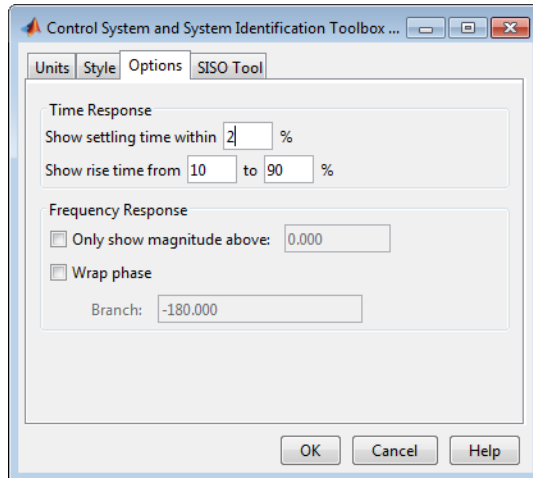 Control System and System Identification Toolbox ...
Units Style Options SISO Tool
Time Response
Show settling time within 2 %
Show rise time from 10 to 90 %
Frequency Response
Only show magnitude above: 0.000
Wrap phase
Branch: -180.000
OK Cancel Help